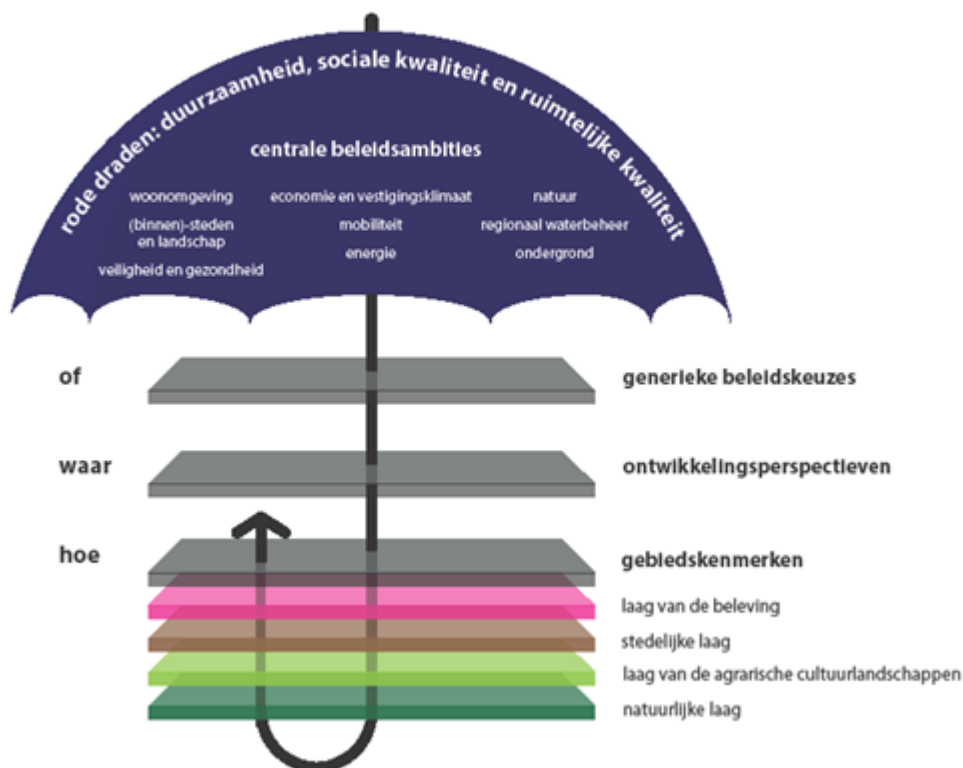 rode draden: duurzaamheid, sociale kwaliteit en ruimtelijke kwaliteit
centrale beleidsambities
woonomgeving
(binnen)-steden
en landschap
veiligheid en gezondheid
economie en vestigingsklimaat
mobiliteit
energie
natuur
regionaal waterbeheer
ondergrond
of
generieke beleidskeuzes
waar
ontwikkelingsperspectieven
hoe
gebiedskenmerken
laag van de beleving
stedelijke laag
laag van de agrarische cultuurlandschappen
natuurlijke laag